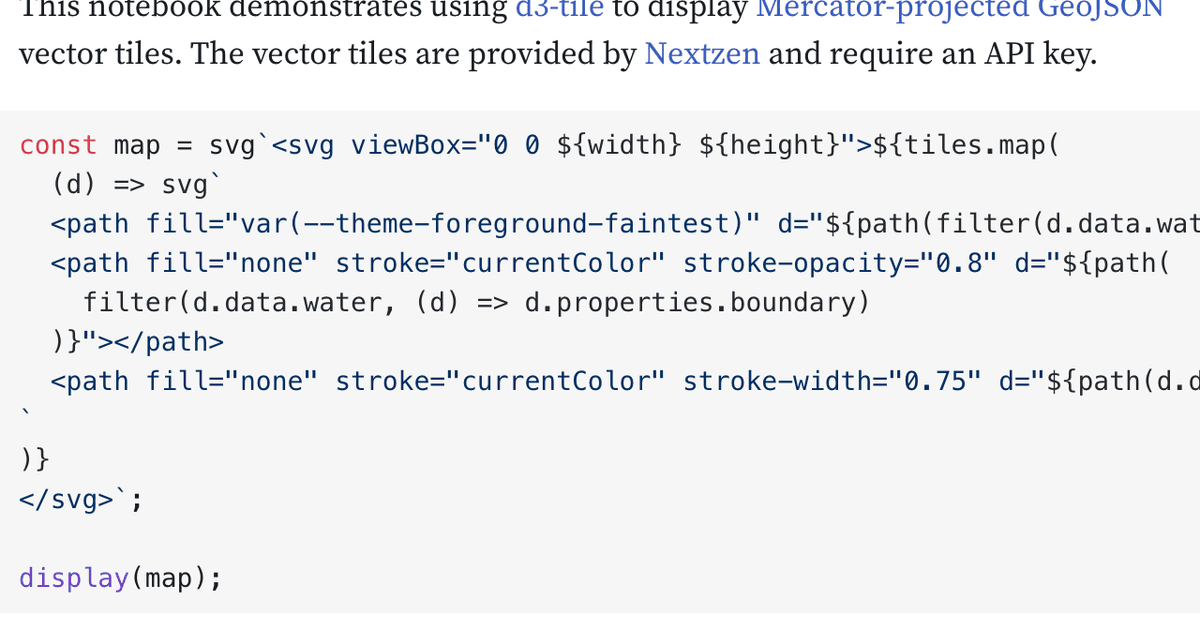 This notebook demonstrates using d3-tile to display Mercator-projected GeoJSON
vector tiles. The vector tiles are provided by Nextzen and require an API key.
const map = svg`<svg viewBox="0 0 ${width} ${height}">${tiles.map(
  (d) => svg`
  <path fill="var(--theme-foreground-faintest)" d="${path(filter(d.data.wat
  <path fill="none" stroke="currentColor" stroke-opacity="0.8" d="${path(
    filter(d.data.water, (d) => d.properties.boundary)
  )}"></path>
  <path fill="none" stroke="currentColor" stroke-width="0.75" d="${path(d.d
`
)}
</svg>`;
display(map);